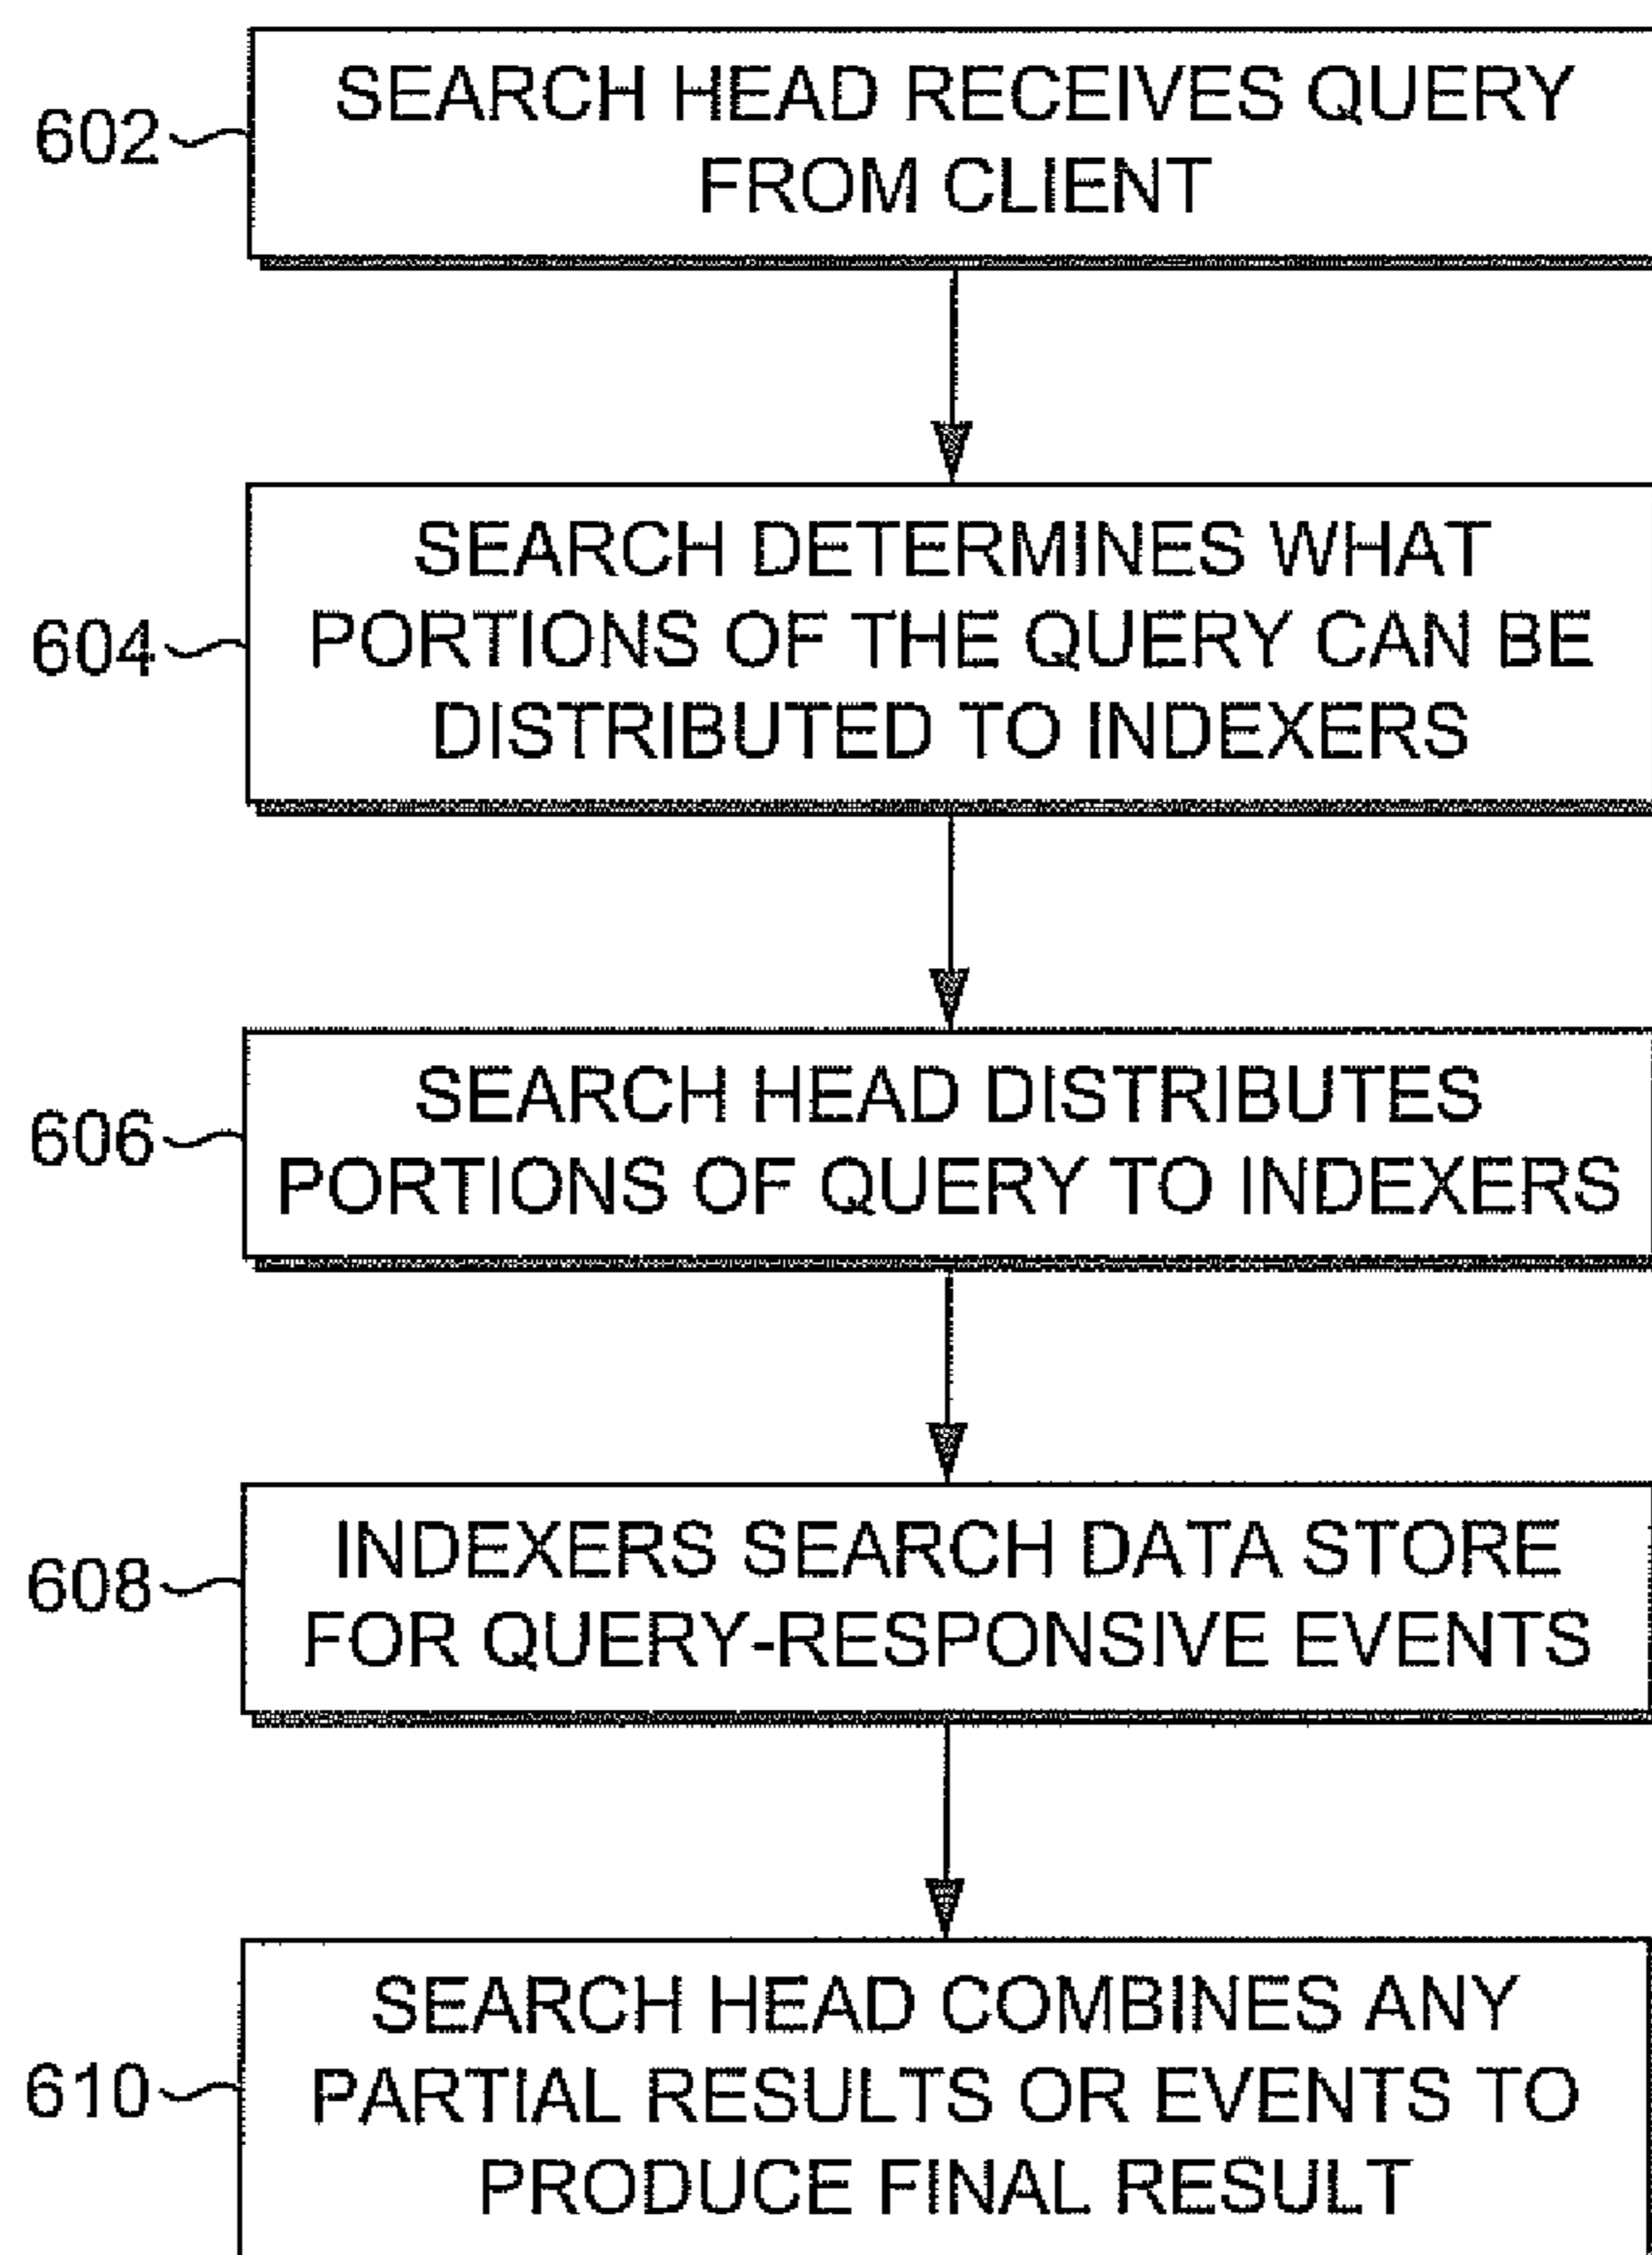 602
SEARCH HEAD RECEIVES QUERY
FROM CLIENT
604
SEARCH DETERMINES WHAT
PORTIONS OF THE QUERY CAN BE
DISTRIBUTED TO INDEXERS
606
SEARCH HEAD DISTRIBUTES
PORTIONS OF QUERY TO INDEXERS
608
INDEXERS SEARCH DATA STORE
FOR QUERY-RESPONSIVE EVENTS
610
SEARCH HEAD COMBINES ANY
PARTIAL RESULTS OR EVENTS TO
PRODUCE FINAL RESULT